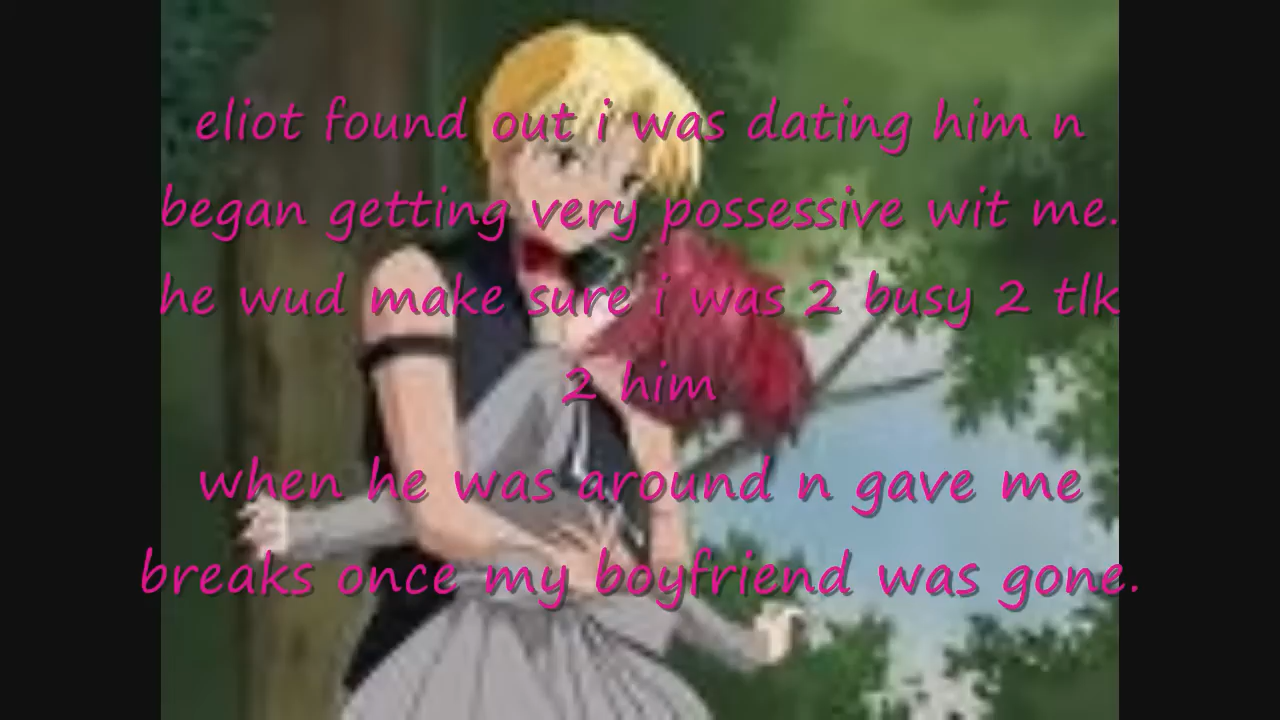 eliot found out i was dating him n
began getting very possessive wit me.
he wud make sure i was 2 busy 2 tlk
2 him
when he was around n gave me
breaks once my boyfriend was gone.